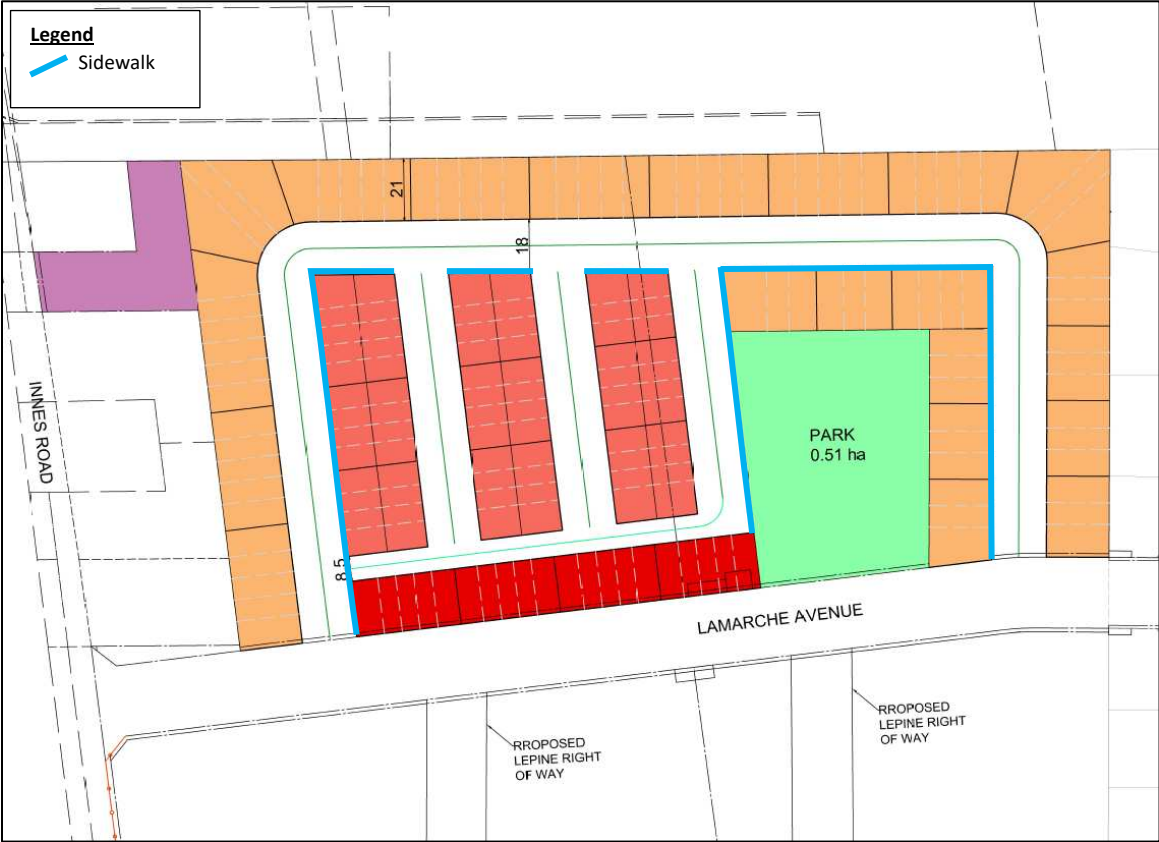 Legend
Sidewalk
21
18
INNES ROAD
PARK
0.51 ha
8.5
LAMARCHE AVENUE
RROPOSED
LEPINE RIGHT
OF WAY
RROPOSED
LEPINE RIGHT
OF WAY